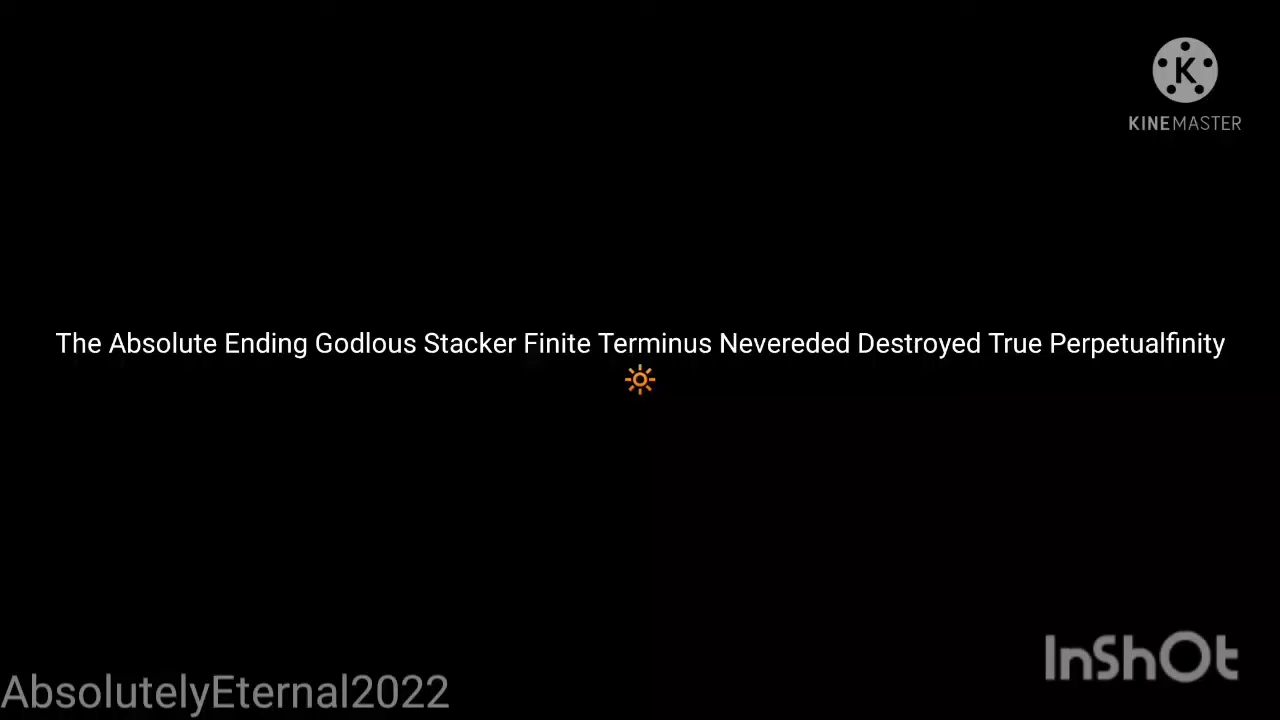 K
KINEMASTER
The Absolute Ending Godlous Stacker Finite Terminus Nevereded Destroyed True Perpetualfinity
🔅
InShOt
AbsolutelyEternal2022